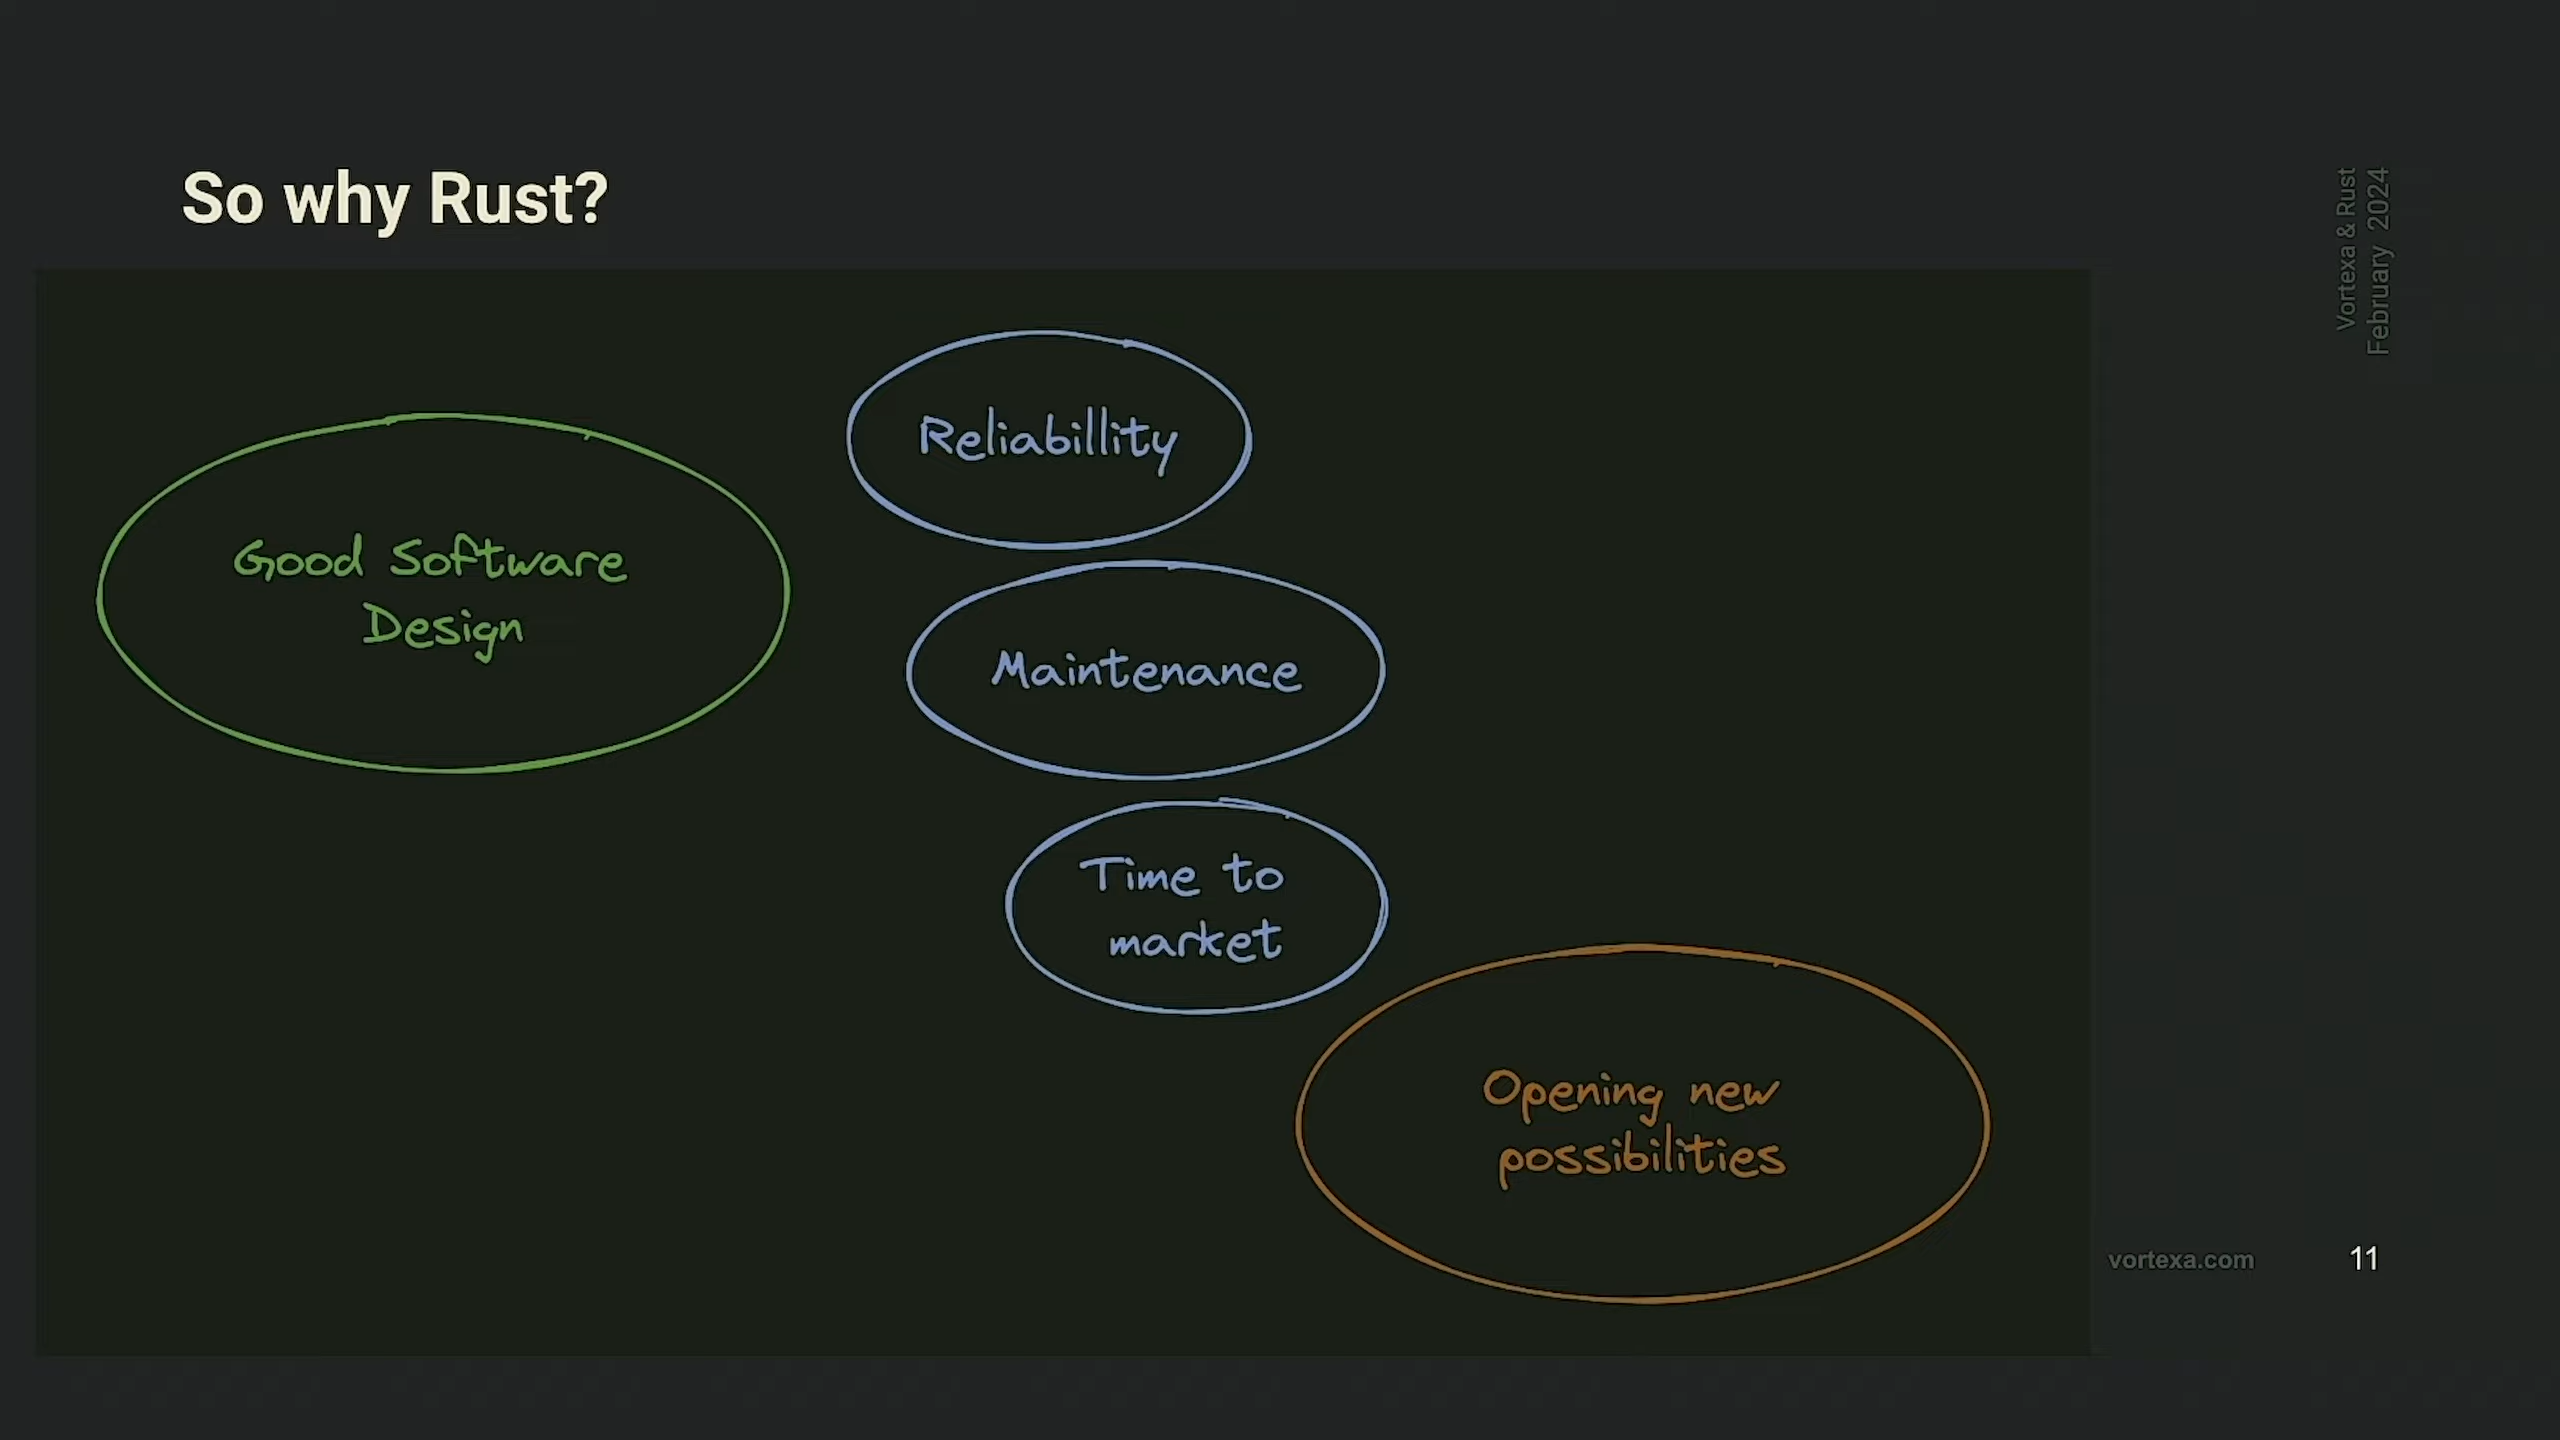 So why Rust?
Vortexa & Rust
February 2024
Reliabillity
Good Software
Design
Maintenance
Time to
market
Opening new
possibilities
vortexa.com
11